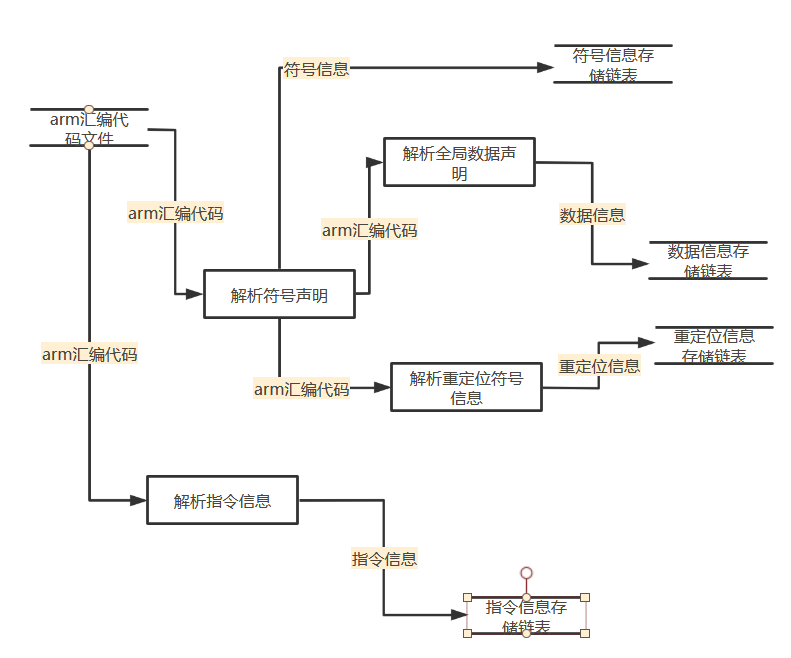 符号信息
符号信息存
储链表
arm汇编代
码文件
解析全局数据声
明
arm汇编代码
数据信息
arm汇编代码
数据信息存
储链表
解析符号声明
重定位信息
存储链表
arm汇编代码
重定位信息
arm汇编代码
解析重定位符号
信息
解析指令信息
指令信息
指令信息存
储链表